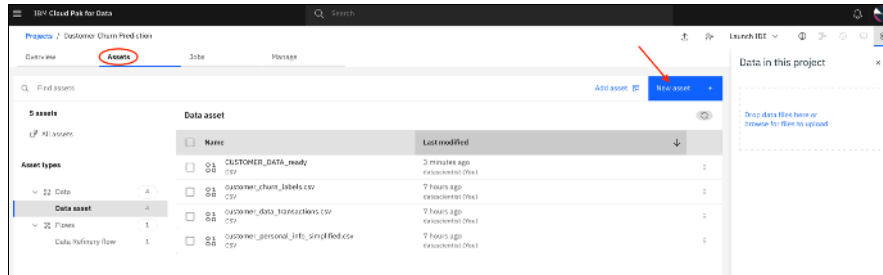 IBM Cloud Pak for Data
Search
Projects / Customer Churn Prediction
Launch IDE
Overview
Assets
Jobs
Manage
Data in this project
Find assets
Add asset
New asset +
5 assets
All assets
Data asset
Drop data files here or
browse for files to upload
Name
Last modified
Asset types
CUSTOMER_DATA_ready
CSV
3 minutes ago
datascientist (You)
Data
4
customer_churn_labels.csv
CSV
7 hours ago
datascientist (You)
Data asset
4
customer_data_transactions.csv
CSV
7 hours ago
datascientist (You)
Flows
1
Data Refinery flow
1
customer_personal_info_simplified.csv
CSV
7 hours ago
datascientist (You)